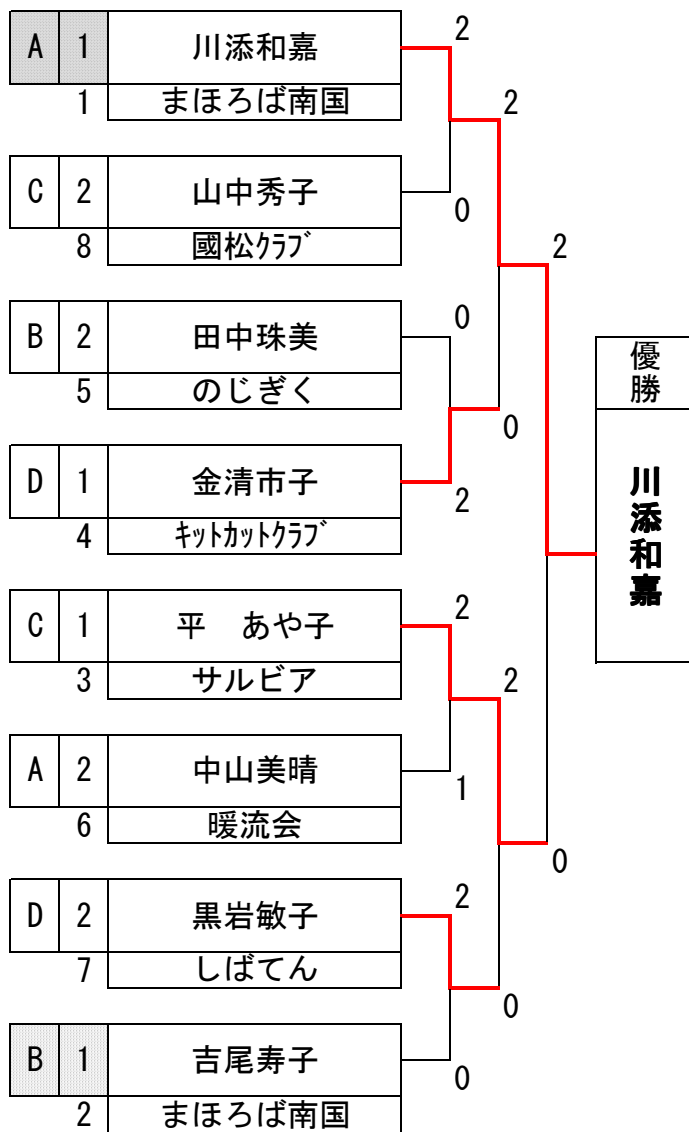 2
A 1 川添和嘉
1 まほろば南国
2
C 2 山中秀子
0
8 國松ｸﾗﾌﾞ
2
0
B 2 田中珠美
5 のじぎく
0
D 1 金清市子
2
4 ｷｯﾄｶｯﾄｸﾗﾌﾞ
優勝
川添和嘉
2
C 1 平　あや子
3 サルビア
2
A 2 中山美晴
1
6 暖流会
0
2
D 2 黒岩敏子
7 しばてん
0
B 1 吉尾寿子
0
2 まほろば南国